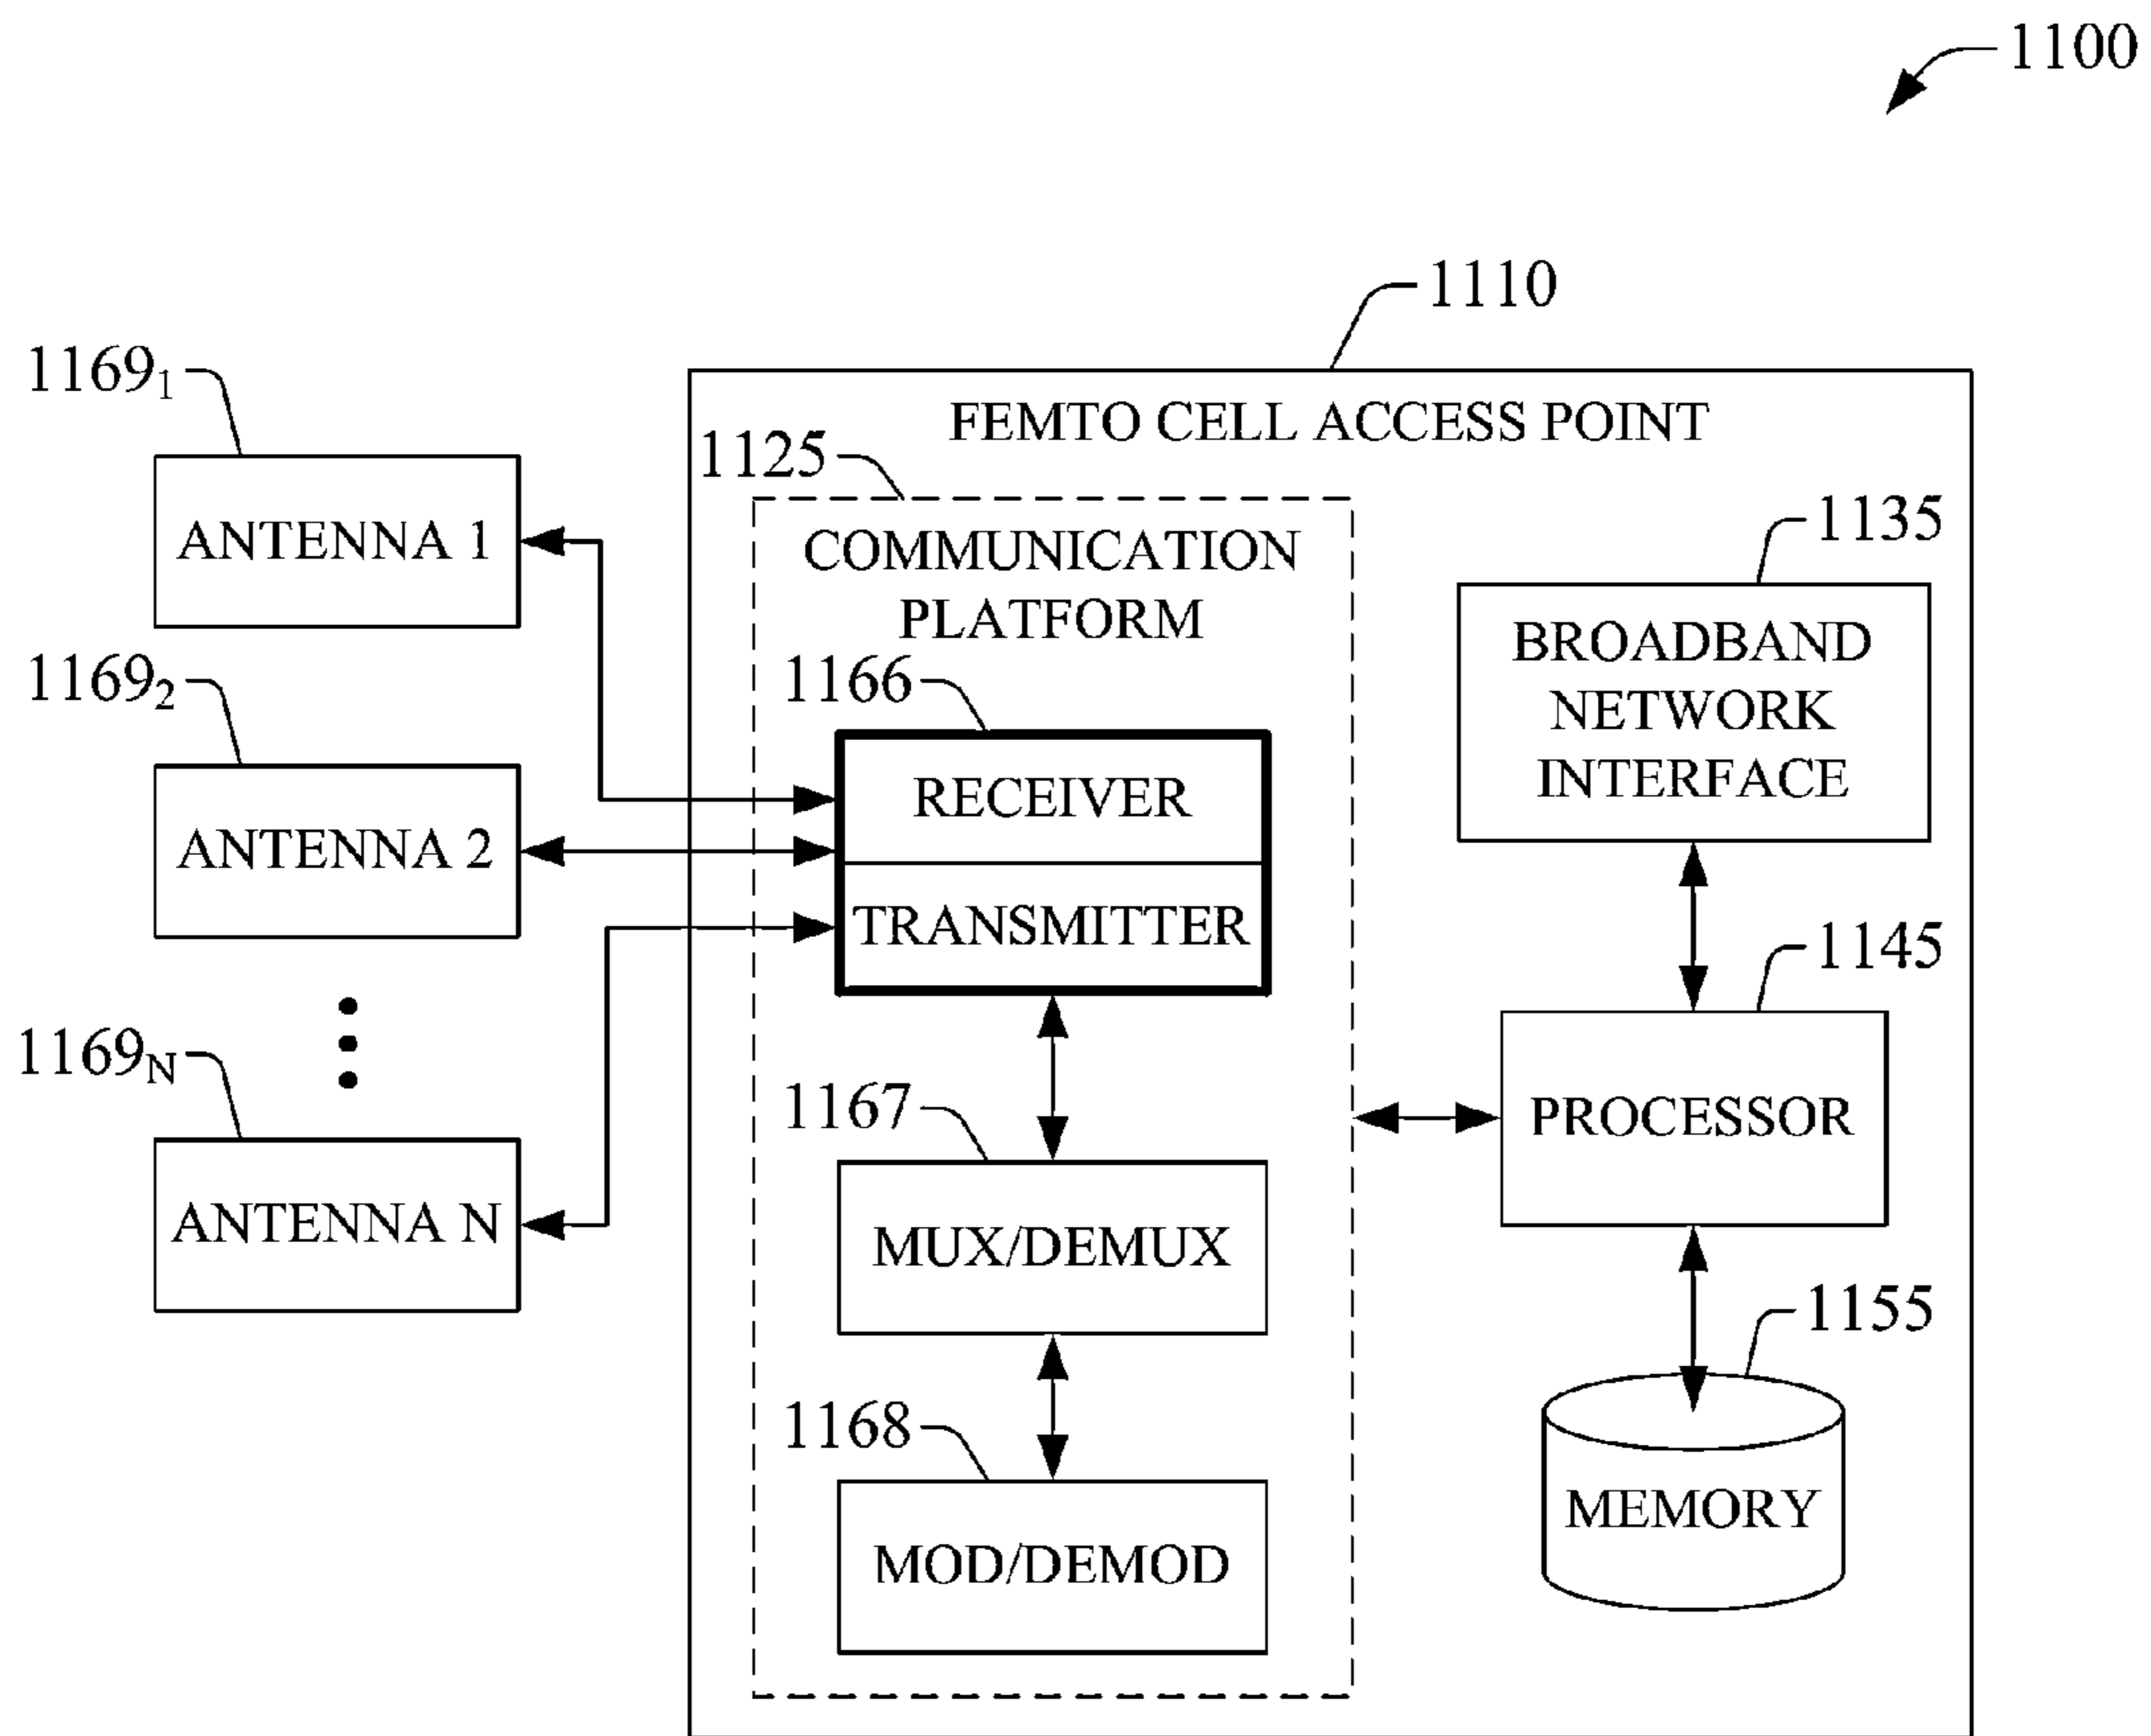 1100
1110
FEMTO CELL ACCESS POINT
1169₁
ANTENNA 1
1125
COMMUNICATION
PLATFORM
1135
BROADBAND
NETWORK
INTERFACE
1169₂
ANTENNA 2
1166
RECEIVER
TRANSMITTER
1145
PROCESSOR
1169N
ANTENNA N
1167
MUX/DEMUX
1155
MEMORY
1168
MOD/DEMOD